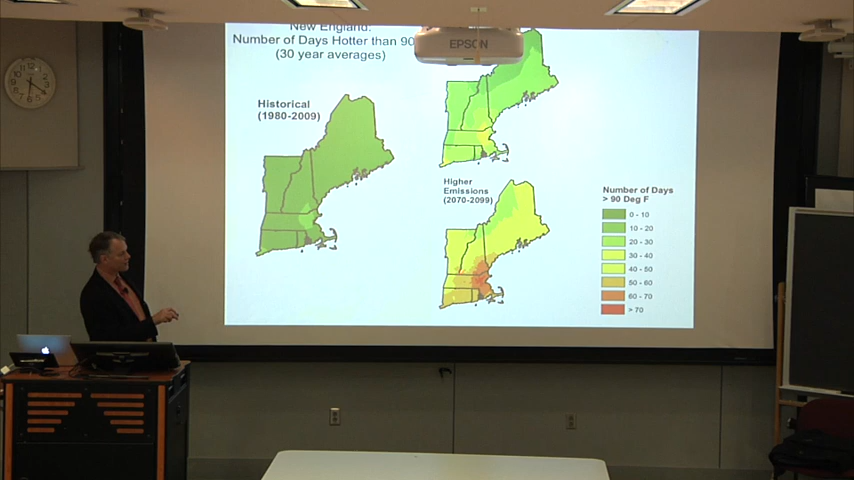 New England:
Number of Days Hotter than 90
(30 year averages)
EPSON
Historical
(1980-2009)
Higher
Emissions
(2070-2099)
Number of Days
> 90 Deg F
0 - 10
10 - 20
20 - 30
30 - 40
40 - 50
50 - 60
60 - 70
> 70